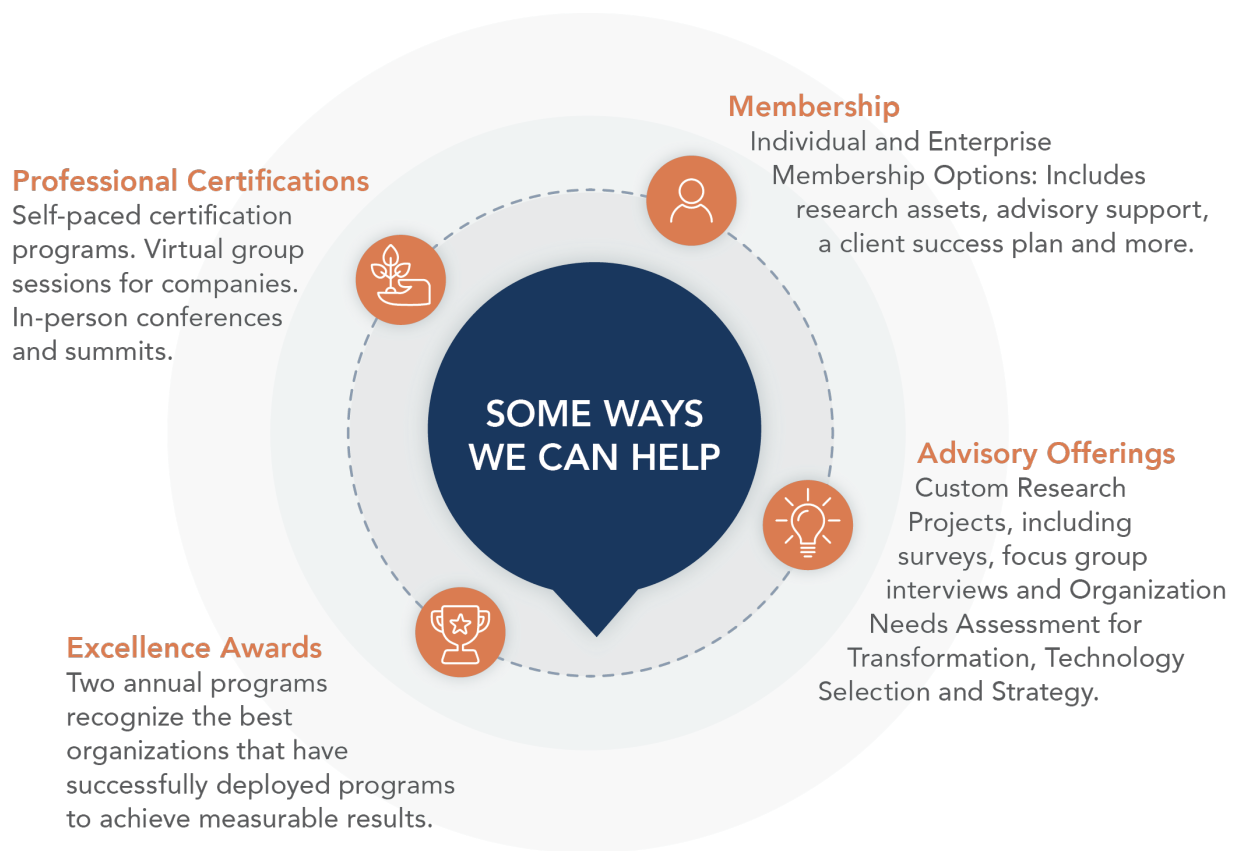 SOME WAYS
WE CAN HELP
Membership
Individual and Enterprise
Membership Options: Includes
research assets, advisory support,
a client success plan and more.
Advisory Offerings
Custom Research
Projects, including
surveys, focus group
interviews and Organization
Needs Assessment for
Transformation, Technology
Selection and Strategy.
Excellence Awards
Two annual programs
recognize the best
organizations that have
successfully deployed programs
to achieve measurable results.
Professional Certifications
Self-paced certification
programs. Virtual group
sessions for companies.
In-person conferences
and summits.